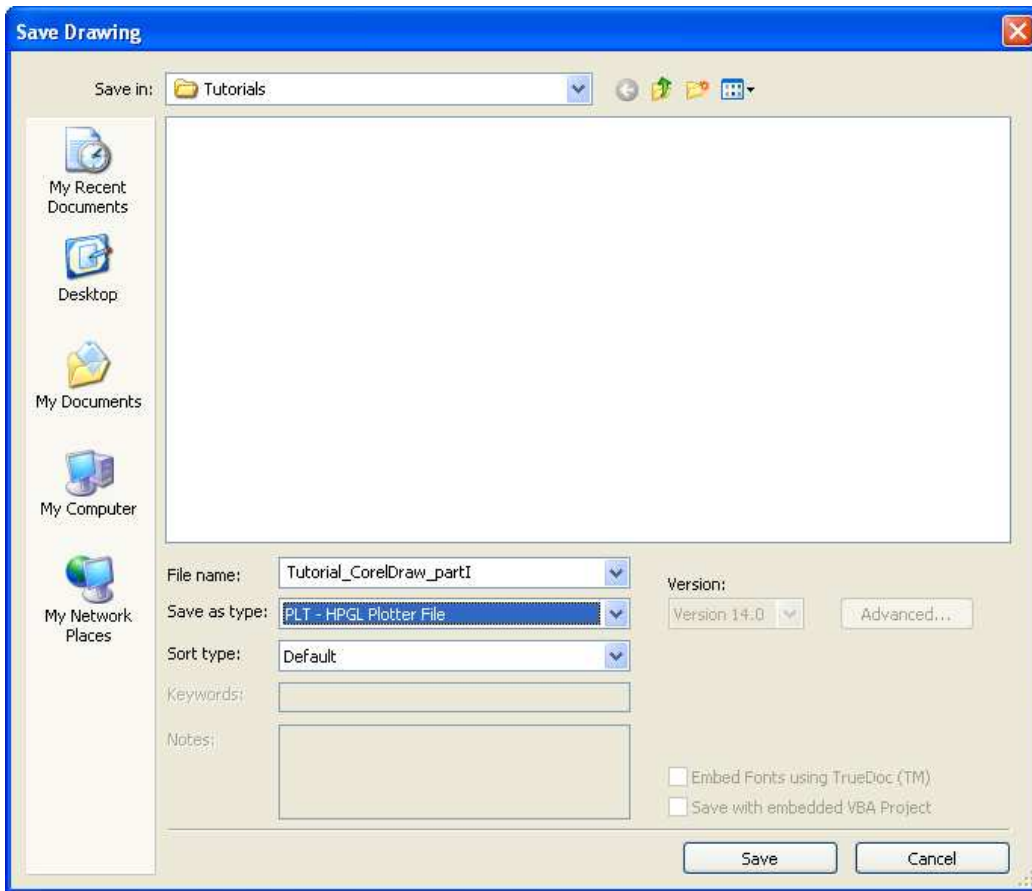 Save Drawing
Save in:
Tutorials
My Recent
Documents
Desktop
My Documents
My Computer
My Network
Places
File name:
Tutorial_CorelDraw_partI
Save as type:
PLT - HPGL Plotter File
Sort type:
Default
Keywords:
Notes:
Version:
Version 14.0
Advanced...
Embed Fonts using TrueDoc (TM)
Save with embedded VBA Project
Save
Cancel